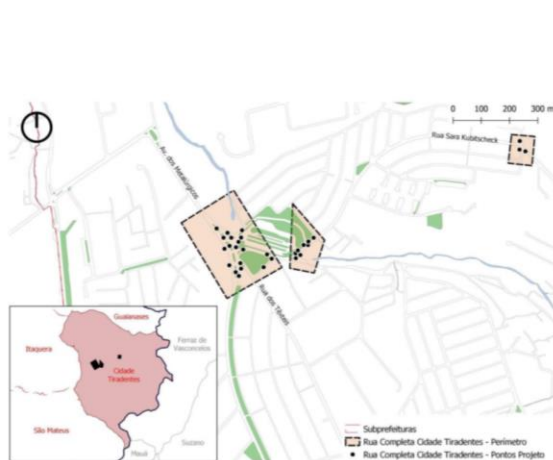 0 100 200 300 m
Rua Sara Kubitscheck
Av. dos Metalúrgicos
Rua dos Têxteis
Guaianases
Itaquera
Ferraz de
Vasconcelos
Cidade
Tiradentes
São Mateus
Suzano
Mauá
Subprefeituras
Rua Completa Cidade Tiradentes - Perímetro
Rua Completa Cidade Tiradentes - Pontos Projeto